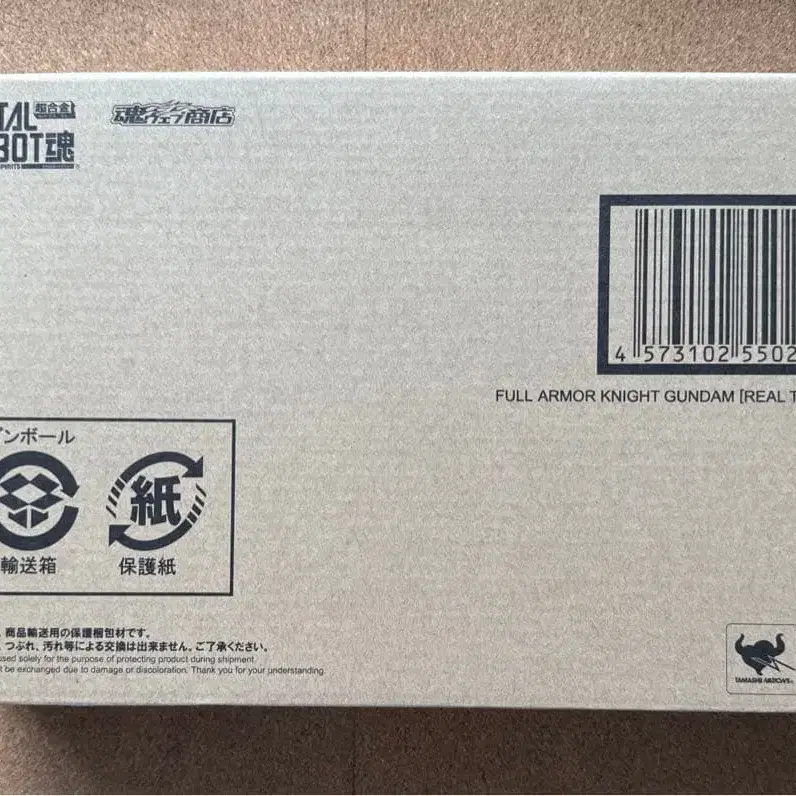 超合金
TAL
BOT魂
SPIRITS
魂ウェブ商店
4 573102 5502
FULL ARMOR KNIGHT GUNDAM [REAL T
ンボール
紙
輸送箱
保護紙
商品輸送用の保護梱包材です。
つぶれ、汚れ等による交換は出来ません。ご了承ください。
used solely for the purpose of protecting product during shipment.
t be exchanged due to damage or discoloration. Thank you for your understanding.
TAMASHII NATIONS